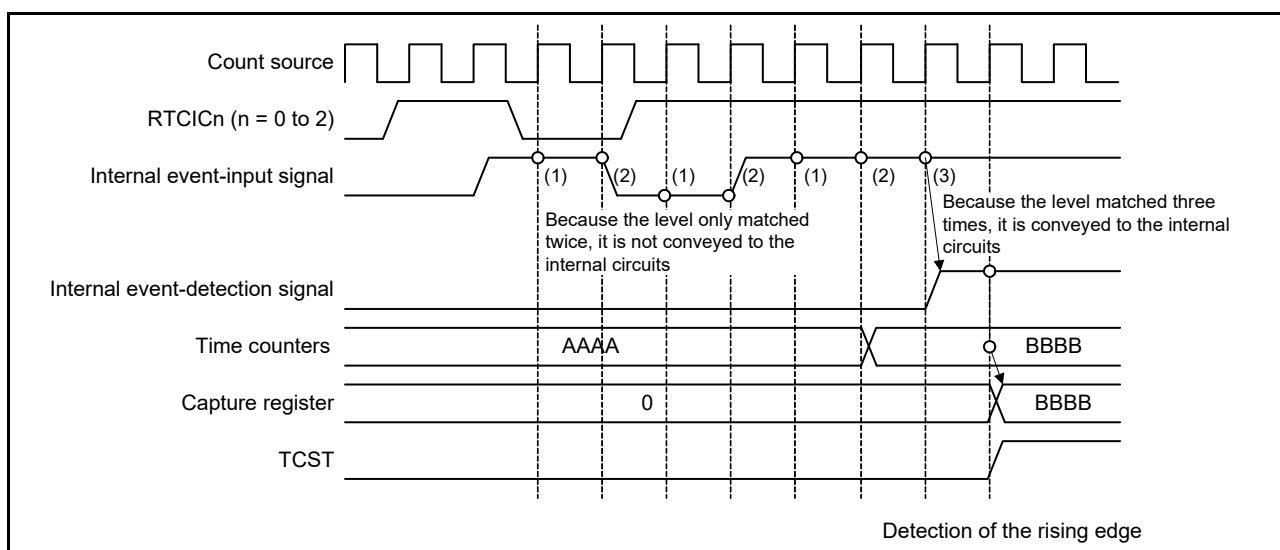 Count source
RTCICn (n = 0 to 2)
Internal event-input signal
(1)
(2)
(1)
(2)
(1)
(2)
(3)
Because the level only matched
twice, it is not conveyed to the
internal circuits
Because the level matched three
times, it is conveyed to the internal
circuits
Internal event-detection signal
Time counters
AAAA
BBBB
Capture register
0
BBBB
TCST
Detection of the rising edge